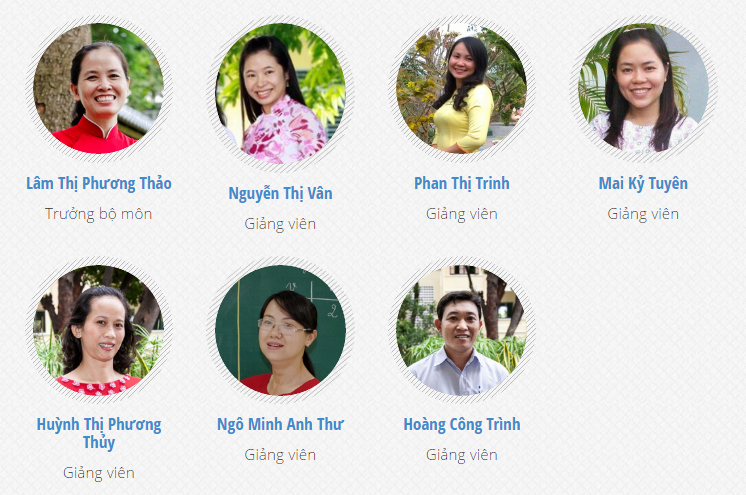 Lâm Thị Phương Thảo
Trưởng bộ môn
Nguyễn Thị Vân
Giảng viên
Phan Thị Trinh
Giảng viên
Mai Kỷ Tuyên
Giảng viên
Huỳnh Thị Phương
Thủy
Giảng viên
Ngô Minh Anh Thư
Giảng viên
Hoàng Công Trình
Giảng viên